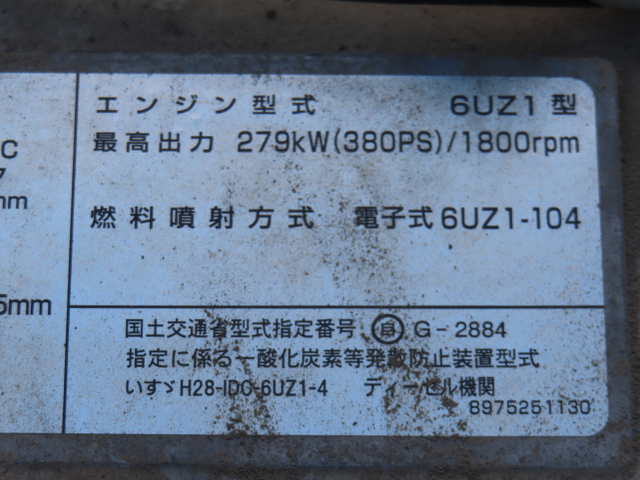 C
7
mm
5mm
エンジン型式 6UZ1型
最高出力 279kW(380PS)/1800rpm
燃料噴射方式 電子式6UZ1-104
国土交通省型式指定番号 G-2884
指定に係る一酸化炭素等発散防止装置型式
いすゞH28-IDC-6UZ1-4 ディーゼル機関
8975251130